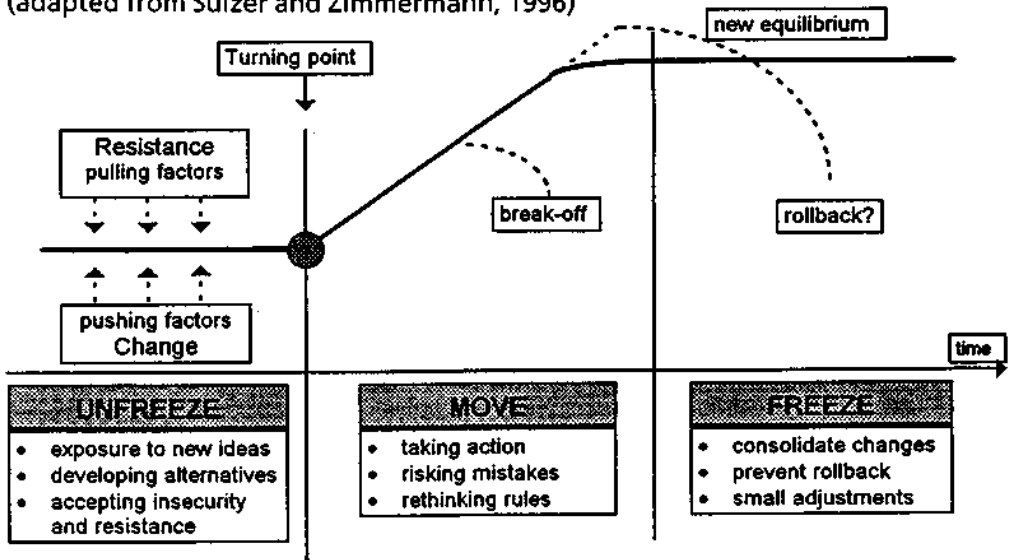 (adapted from Sulzer and Zimmermann, 1996)
new equilibrium
Turning point
Resistance
pulling factors
break-off
rollback?
pushing factors
Change
time
UNFREEZE
• exposure to new ideas
• developing alternatives
• accepting insecurity
and resistance
MOVE
• taking action
• risking mistakes
• rethinking rules
FREEZE
• consolidate changes
• prevent rollback
• small adjustments